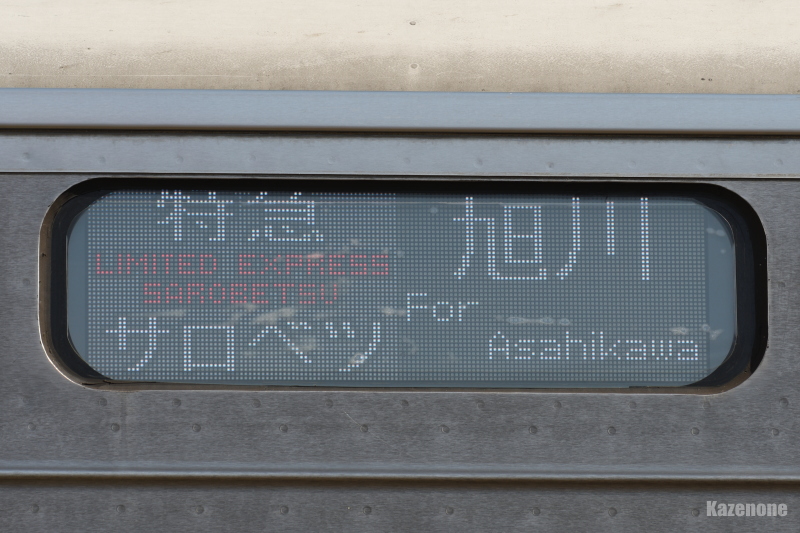 特急
LIMITED EXPRESS
SAROBETSU
サロベツ
旭川
For
Asahikawa
Kazenone